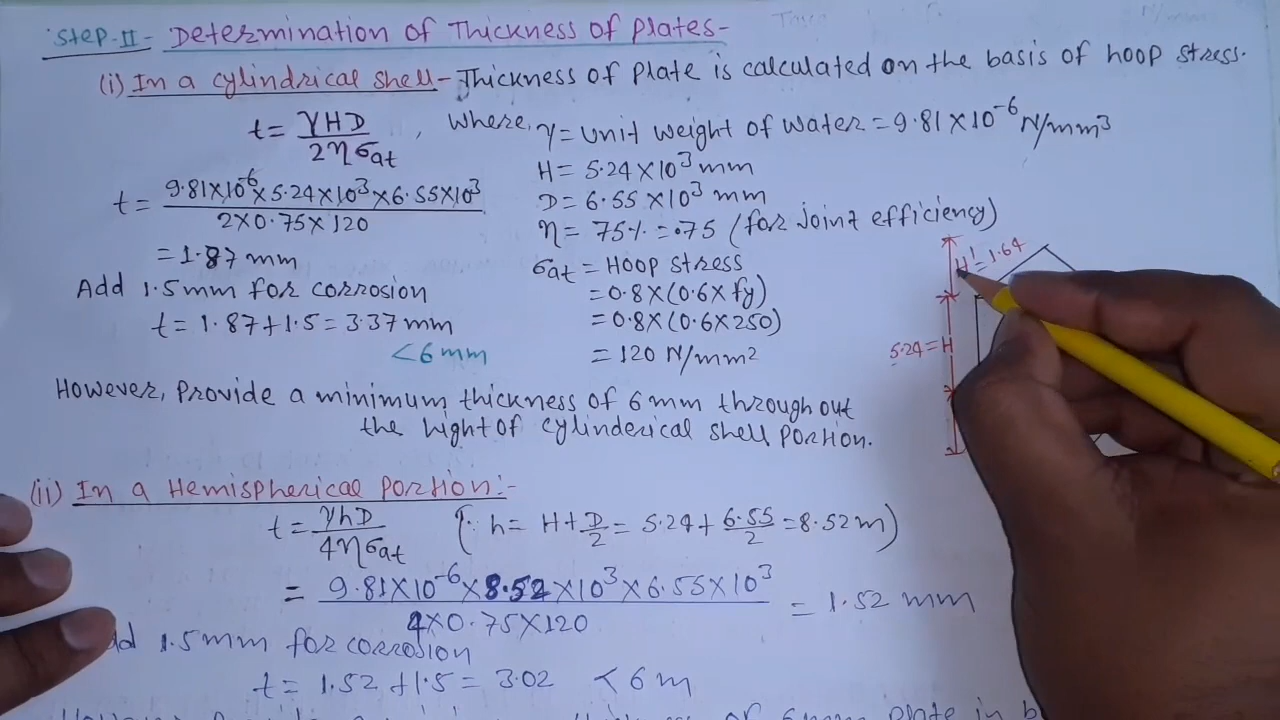 Step-II- Determination of Thickness of plates-
(i) In a cylindrical shell- Thickness of plate is calculated on the basis of hoop stress.
t = γHD / 2ησat , where, γ = unit weight of water = 9.81×10^-6 N/mm³
H = 5.24×10³ mm
t = 9.81×10^-6×5.24×10³×6.55×10³ / 2×0.75×120
D = 6.55×10³ mm
η = 75% = .75 (for joint efficiency)
= 1.87 mm
σat = Hoop stress
Add 1.5mm for corrosion
= 0.8×(0.6×fy)
t = 1.87+1.5 = 3.37 mm
= 0.8×(0.6×250)
<6 mm
= 120 N/mm²
H' = 1.64
5.24 = H
However, provide a minimum thickness of 6 mm through out
the hight of cylinderical shell portion.
(ii) In a Hemispherical portion:-
t = γhD / 4ησat (∵ h = H + D/2 = 5.24 + 6.55/2 = 8.52 m)
= 9.81×10^-6×8.52×10³×6.55×10³ / 4×0.75×120 = 1.52 mm
1.5mm for corrosion
t = 1.52+1.5 = 3.02 <6m
of 6mm plate in